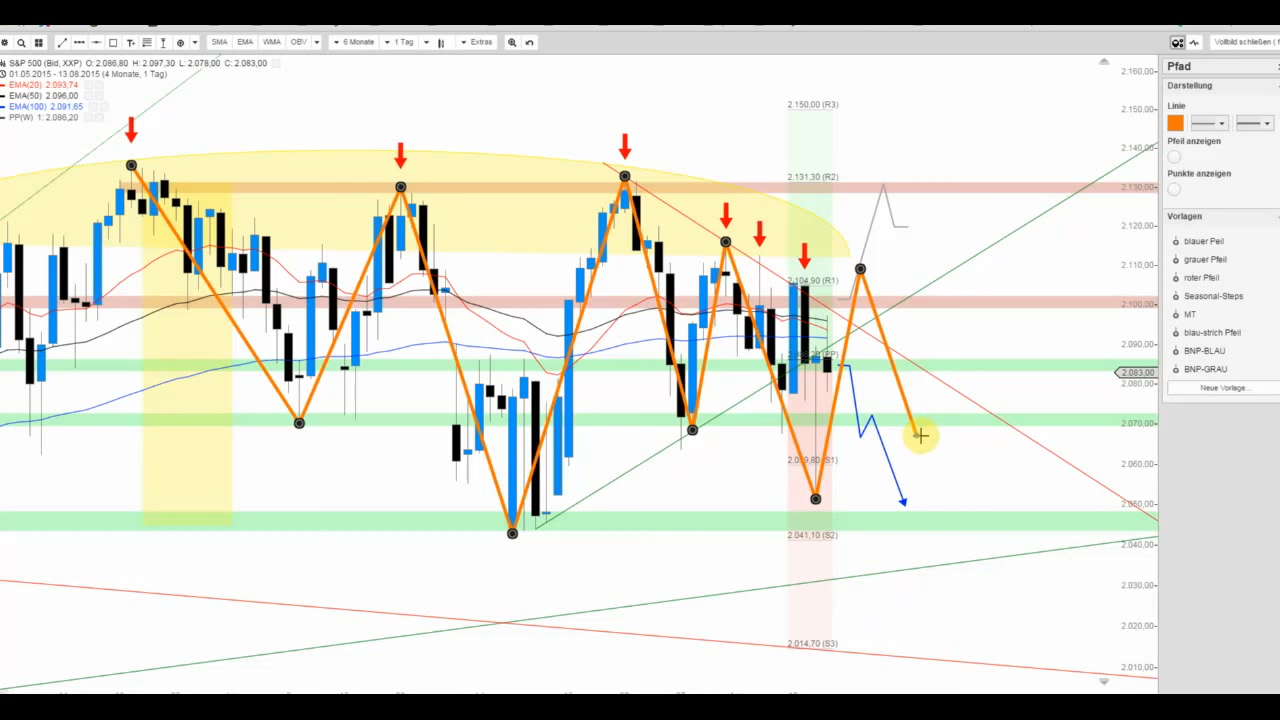 SMA EMA WMA OBV 6 Monate 1 Tag Extras Vollbild schließen (
S&P 500 (Bid, XXP) O: 2.086,80 H: 2.097,30 L: 2.078,00 C: 2.083,00
01.05.2015 - 13.08.2015 (4 Monate, 1 Tag)
EMA(20) 2.093,74
EMA(50) 2.096,00
EMA(100) 2.091,65
PP(W) 1: 2.086,20
2.150,00 (R3)
2.131,30 (R2)
2.104,90 (R1)
(PP)
(S1)
2.041,10 (S2)
2.014,70 (S3)
2.160,00
2.150,00
2.140,00
2.130,00
2.120,00
2.110,00
2.100,00
2.090,00
2.083,00
2.080,00
2.070,00
2.060,00
2.050,00
2.040,00
2.030,00
2.020,00
2.010,00
Pfad
Darstellung
Linie
Pfeil anzeigen
Punkte anzeigen
Vorlagen
blauer Peil
grauer Pfeil
roter Pfeil
Seasonal-Steps
MT
blau-strich Pfeil
BNP-BLAU
BNP-GRAU
Neue Vorlage...